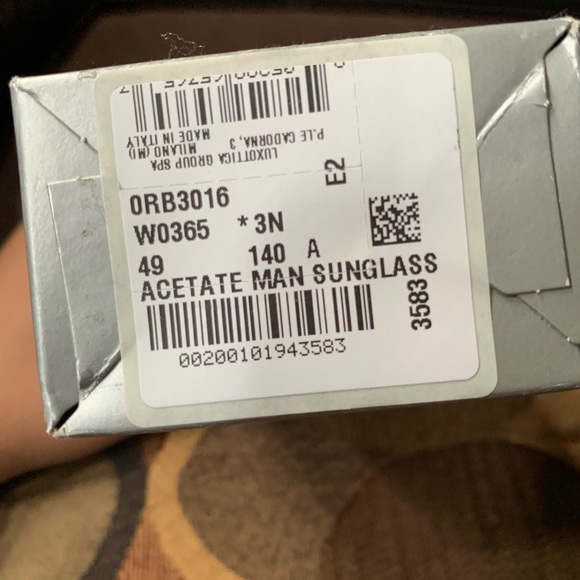 LUXOTTICA GROUP SPA
P.LE CADORNA, 3
MILANO (MI)
MADE IN ITALY
E2
0RB3016
W0365 * 3N
49 140 A
ACETATE MAN SUNGLASS
00200101943583
3583